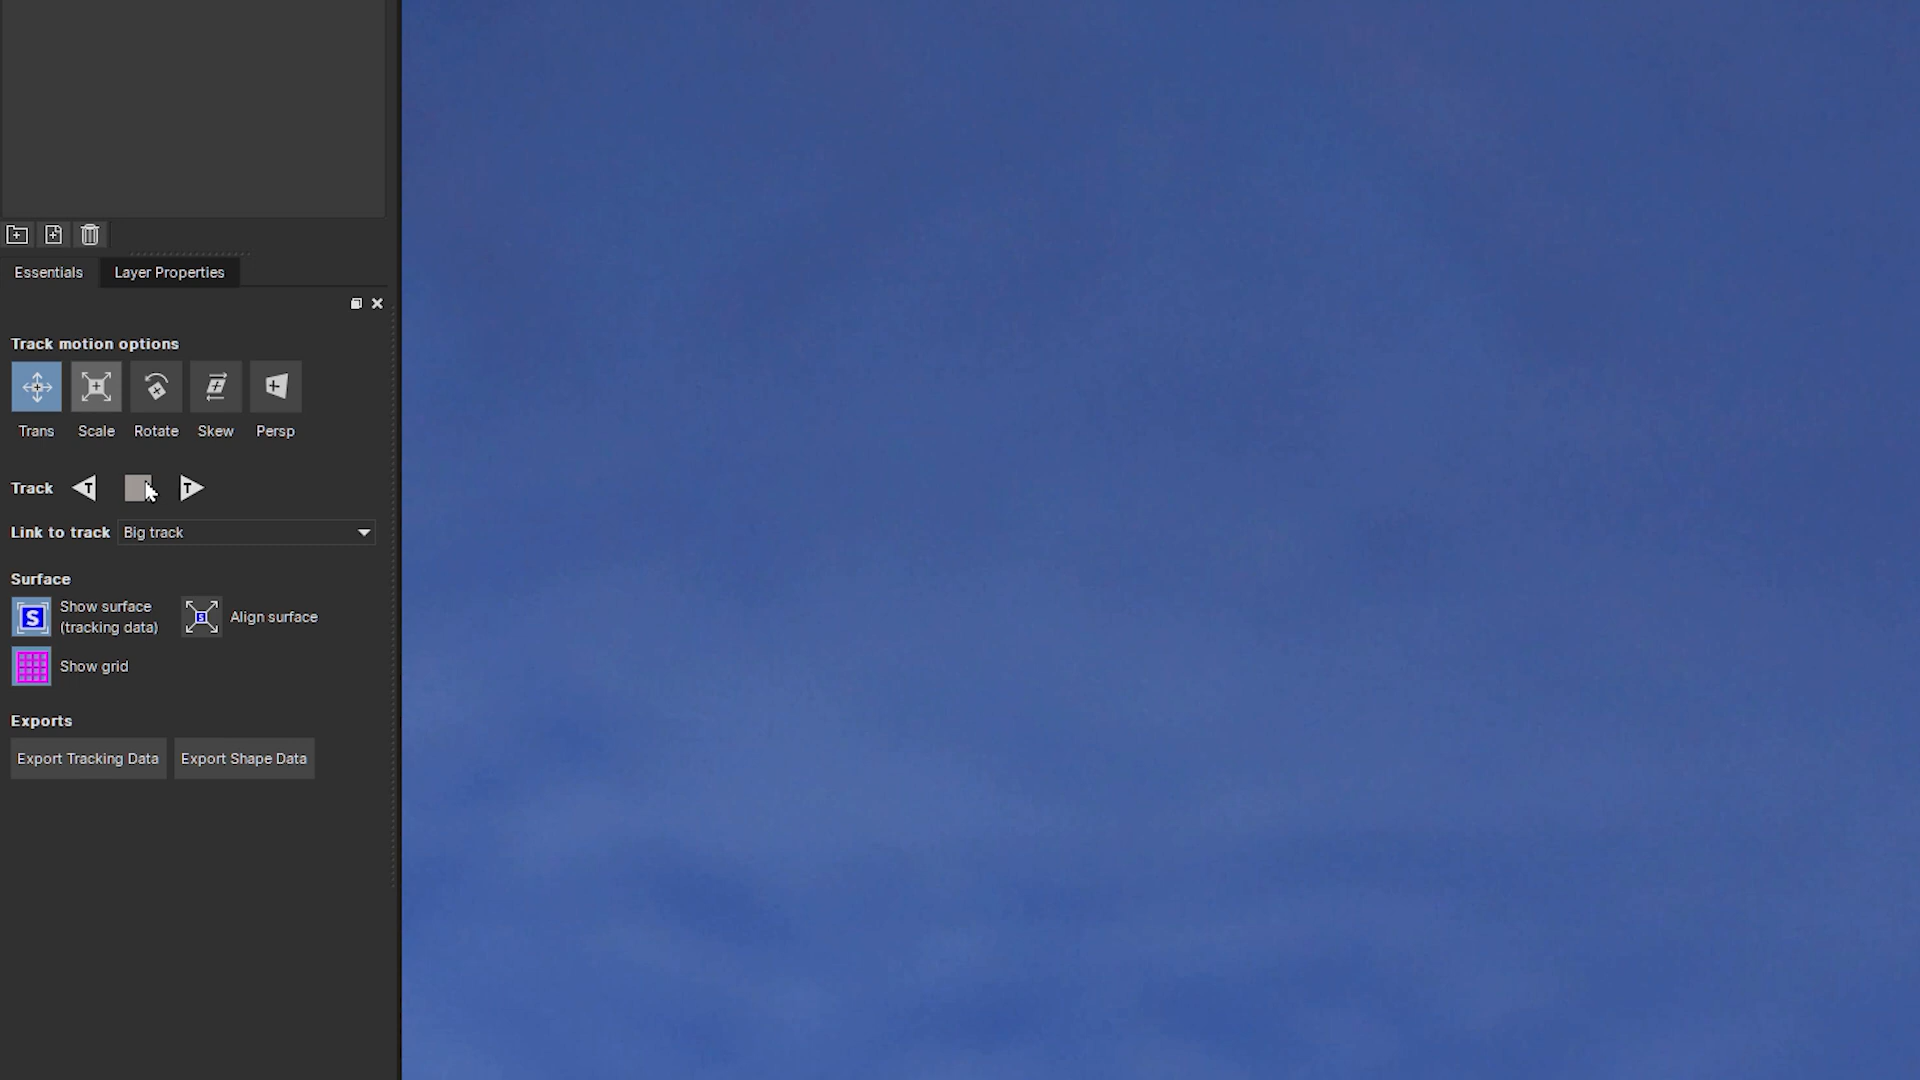 Essentials
Layer Properties
Track motion options
Trans
Scale
Rotate
Skew
Persp
Track
T
T
Link to track
Big track
Surface
S
Show surface
(tracking data)
S
Align surface
Show grid
Exports
Export Tracking Data
Export Shape Data